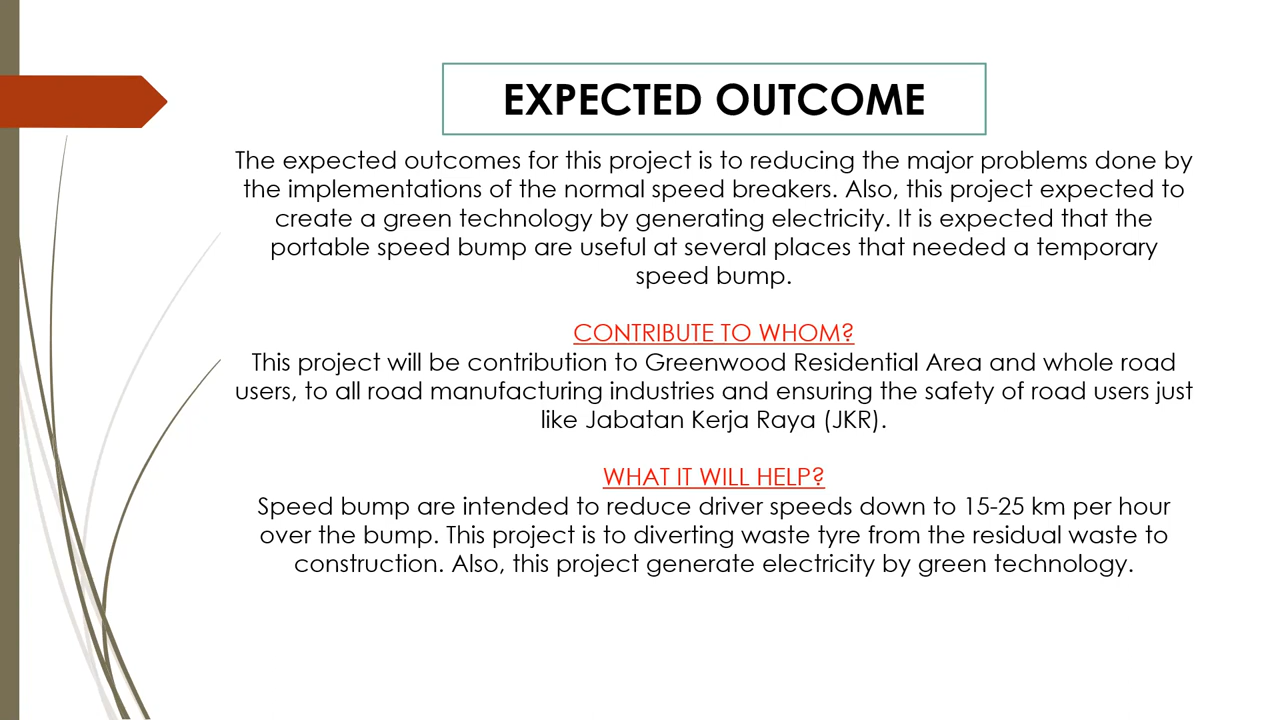 EXPECTED OUTCOME
The expected outcomes for this project is to reducing the major problems done by
the implementations of the normal speed breakers. Also, this project expected to
create a green technology by generating electricity. It is expected that the
portable speed bump are useful at several places that needed a temporary
speed bump.
CONTRIBUTE TO WHOM?
This project will be contribution to Greenwood Residential Area and whole road
users, to all road manufacturing industries and ensuring the safety of road users just
like Jabatan Kerja Raya (JKR).
WHAT IT WILL HELP?
Speed bump are intended to reduce driver speeds down to 15-25 km per hour
over the bump. This project is to diverting waste tyre from the residual waste to
construction. Also, this project generate electricity by green technology.